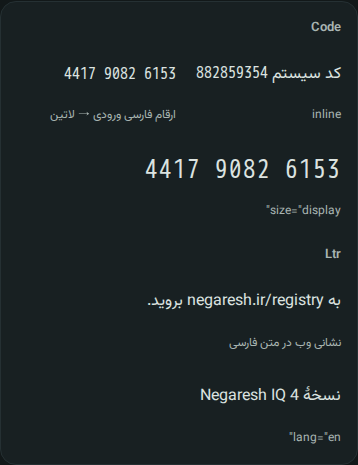 Code
کد سیستم 882859354
4417 9082 6153
inline
ارقام فارسی ورودی → لاتین
4417 9082 6153
"size="display
Ltr
به negaresh.ir/registry بروید.
نشانی وب در متن فارسی
نسخهٔ Negaresh IQ 4
"lang="en